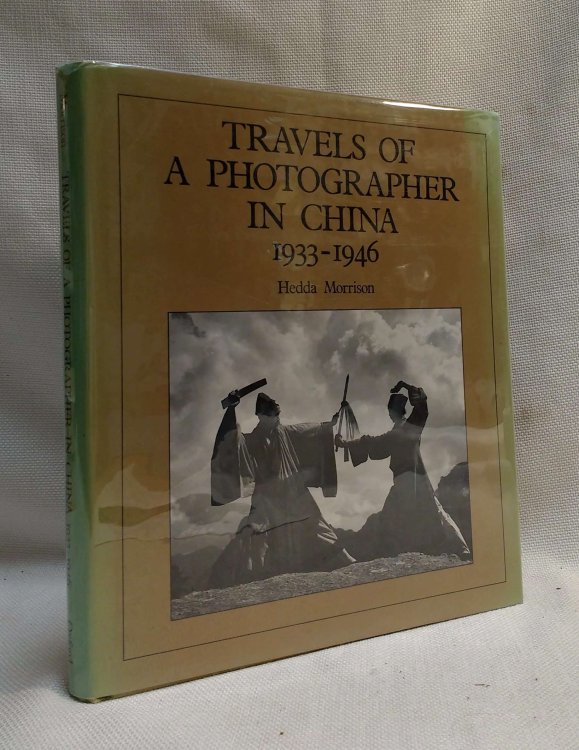 TRAVELS OF
A PHOTOGRAPHER
IN CHINA
1933-1946
Hedda Morrison
TRAVELS OF A PHOTOGRAPHER IN CHINA